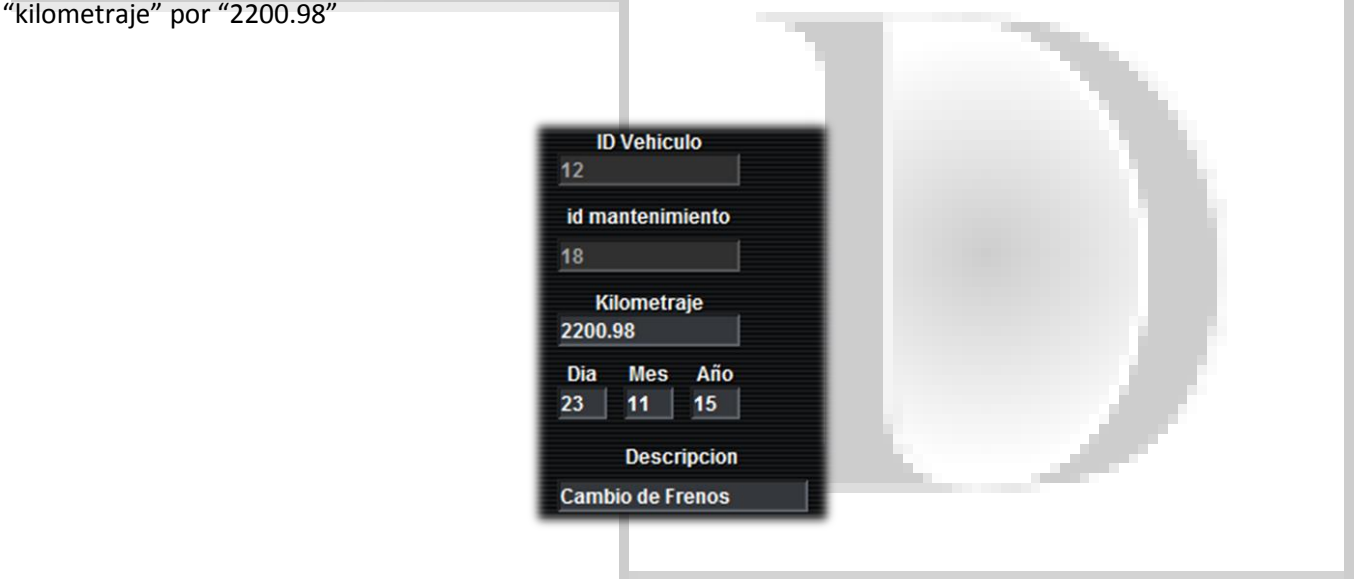 “kilometraje” por “2200.98”
ID Vehiculo
12
id mantenimiento
18
Kilometraje
2200.98
Dia Mes Año
23 11 15
Descripcion
Cambio de Frenos